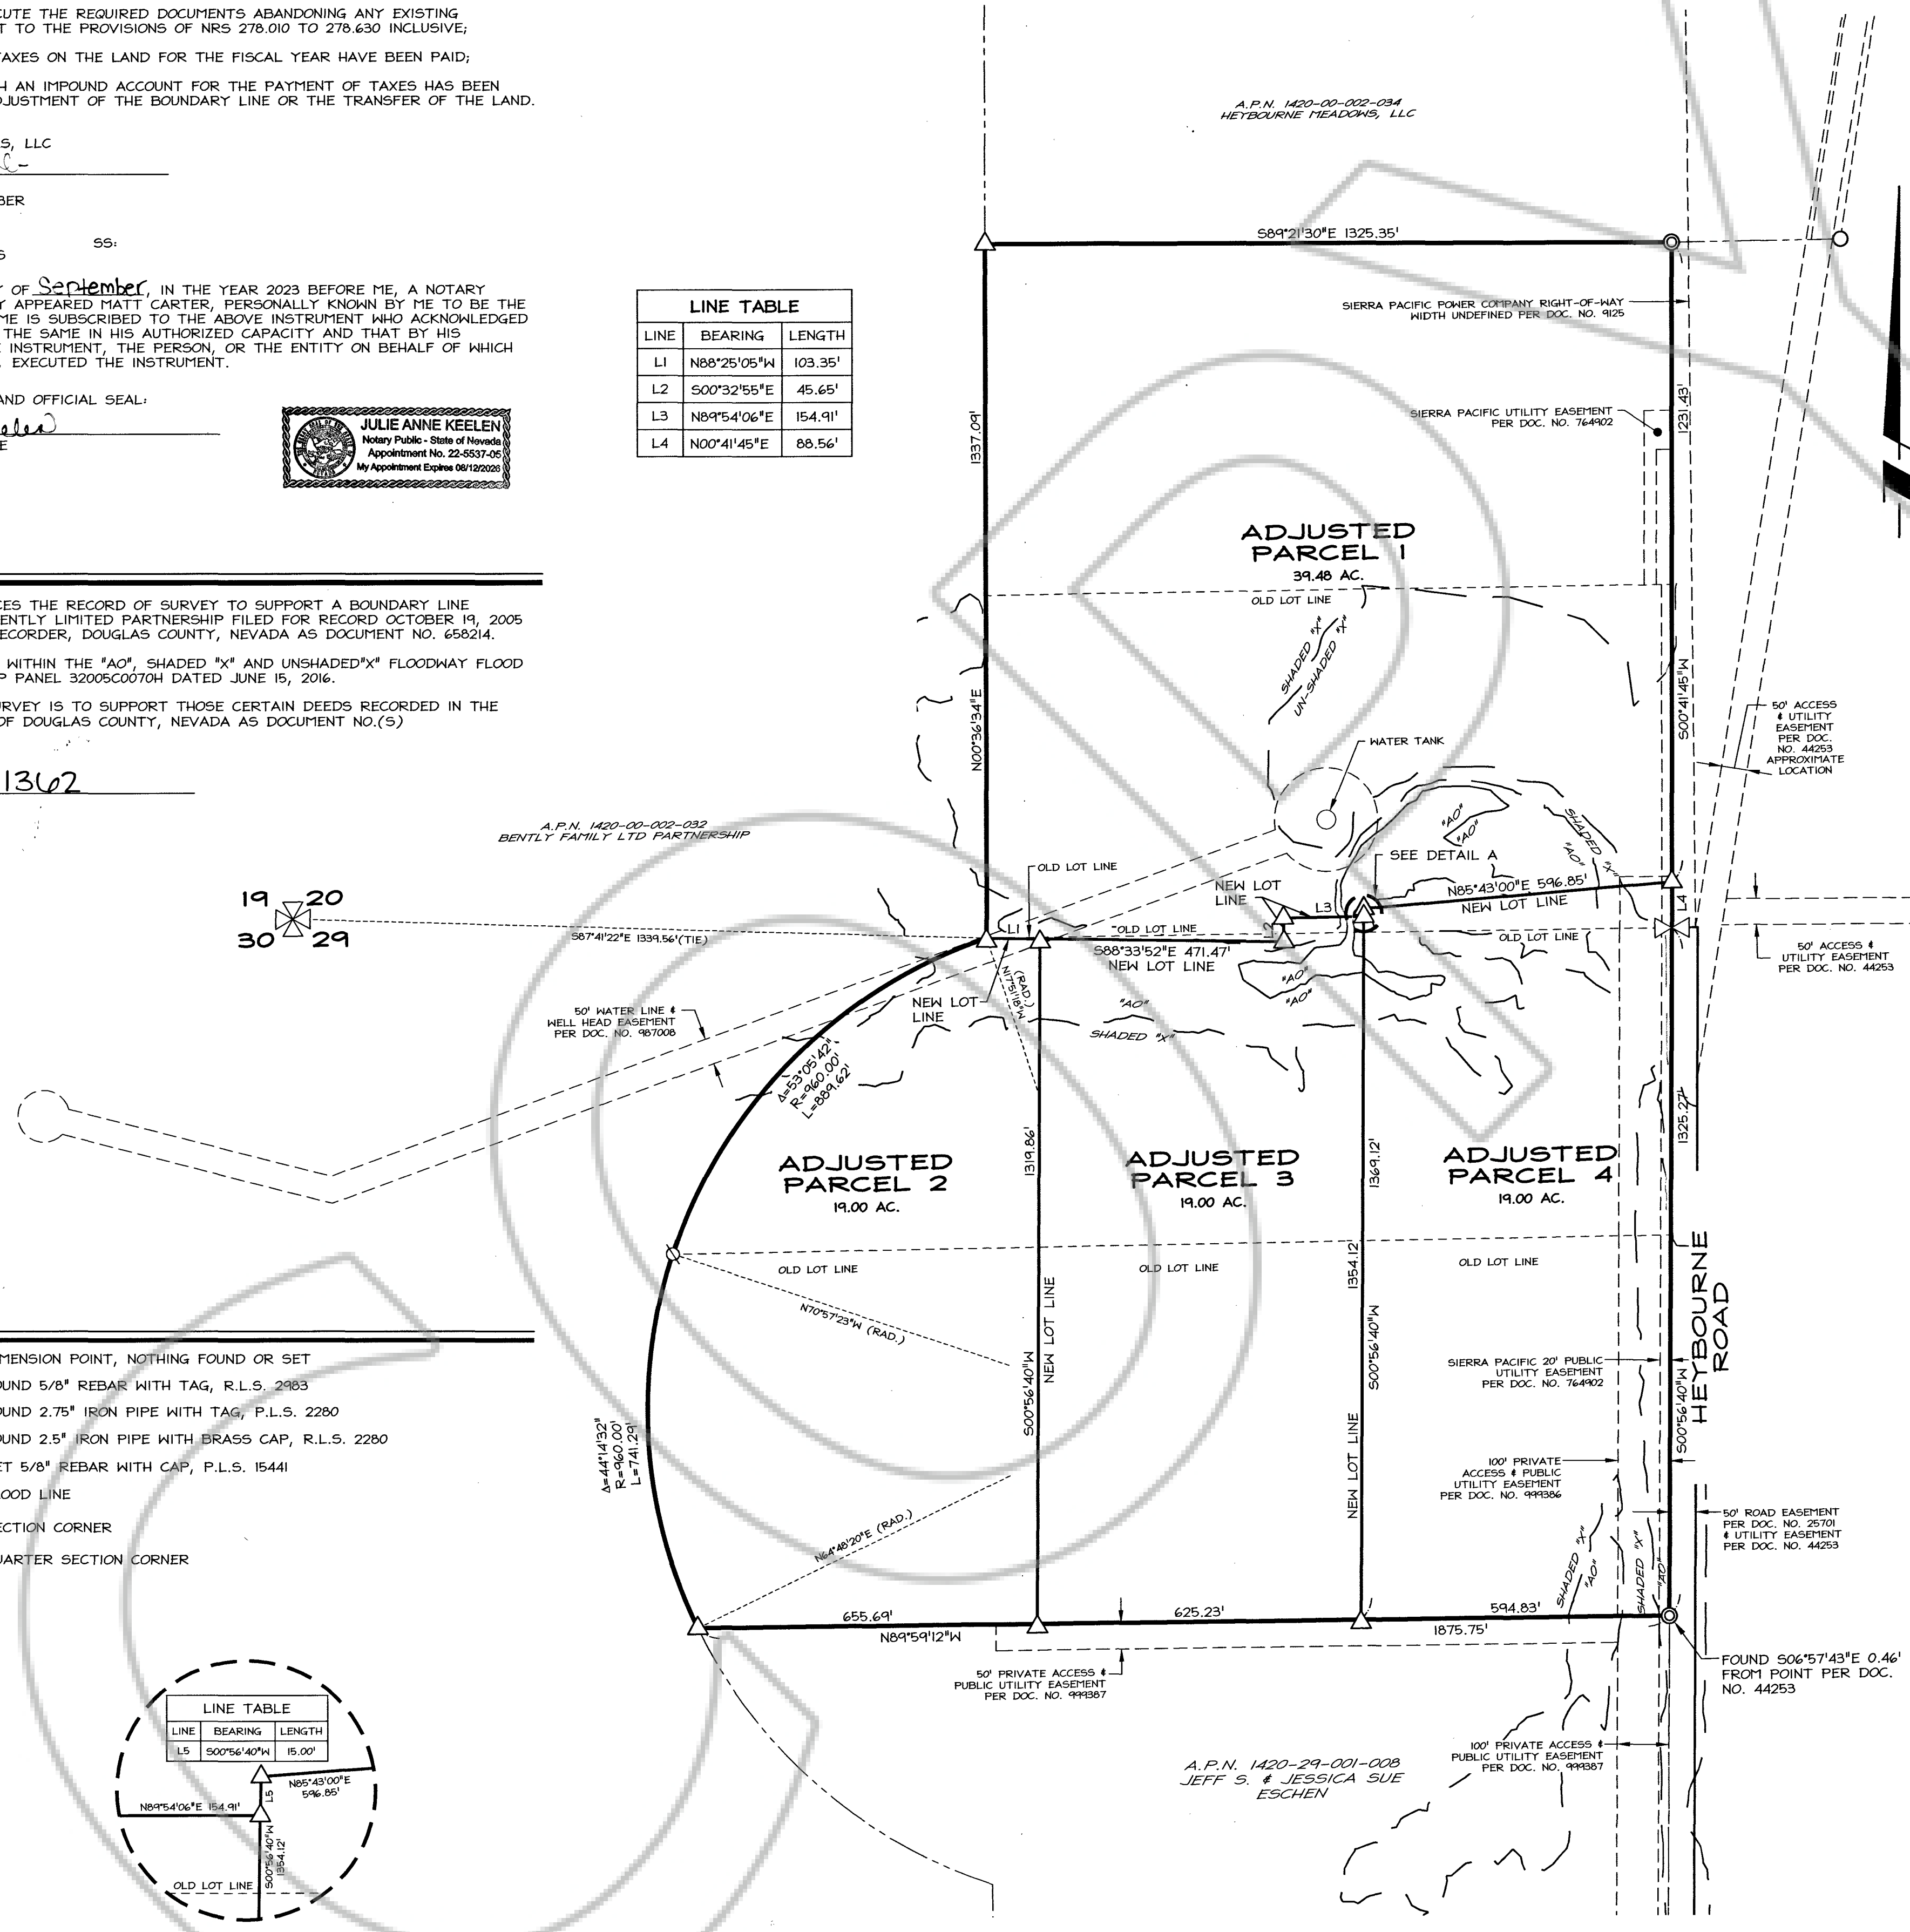 CUTE THE REQUIRED DOCUMENTS ABANDONING ANY EXISTING
T TO THE PROVISIONS OF NRS 278.010 TO 278.630 INCLUSIVE;
TAXES ON THE LAND FOR THE FISCAL YEAR HAVE BEEN PAID;
H AN IMPOUND ACCOUNT FOR THE PAYMENT OF TAXES HAS BEEN
DJUSTMENT OF THE BOUNDARY LINE OR THE TRANSFER OF THE LAND.
S, LLC
BER
SS:
S
Y OF September, IN THE YEAR 2023 BEFORE ME, A NOTARY
Y APPEARED MATT CARTER, PERSONALLY KNOWN BY ME TO BE THE
ME IS SUBSCRIBED TO THE ABOVE INSTRUMENT WHO ACKNOWLEDGED
THE SAME IN HIS AUTHORIZED CAPACITY AND THAT BY HIS
E INSTRUMENT, THE PERSON, OR THE ENTITY ON BEHALF OF WHICH
, EXECUTED THE INSTRUMENT.
AND OFFICIAL SEAL:
E
JULIE ANNE KEELEN
Notary Public - State of Nevada
Appointment No. 22-5537-05
My Appointment Expires 08/12/2026
CES THE RECORD OF SURVEY TO SUPPORT A BOUNDARY LINE
ENTLY LIMITED PARTNERSHIP FILED FOR RECORD OCTOBER 19, 2005
ECORDER, DOUGLAS COUNTY, NEVADA AS DOCUMENT NO. 658214.
WITHIN THE "AO", SHADED "X" AND UNSHADED"X" FLOODWAY FLOOD
P PANEL 32005C0070H DATED JUNE 15, 2016.
RVEY IS TO SUPPORT THOSE CERTAIN DEEDS RECORDED IN THE
OF DOUGLAS COUNTY, NEVADA AS DOCUMENT NO.(S)
1362
MENSION POINT, NOTHING FOUND OR SET
UND 5/8" REBAR WITH TAG, R.L.S. 2983
UND 2.75" IRON PIPE WITH TAG, P.L.S. 2280
UND 2.5" IRON PIPE WITH BRASS CAP, R.L.S. 2280
ET 5/8" REBAR WITH CAP, P.L.S. 15441
OOD LINE
ECTION CORNER
UARTER SECTION CORNER
LINE TABLE
LINE BEARING LENGTH
L5 S00°56'40"W 15.00'
N85°43'00"E
596.85'
N89°54'06"E 154.91'
L5
S00°56'40"W
1354.12'
OLD LOT LINE
LINE TABLE
LINE BEARING LENGTH
L1 N88°25'05"W 103.35'
L2 S00°32'55"E 45.65'
L3 N89°54'06"E 154.91'
L4 N00°41'45"E 88.56'
A.P.N. 1420-00-002-034
HEYBOURNE MEADOWS, LLC
S89°21'30"E 1325.35'
SIERRA PACIFIC POWER COMPANY RIGHT-OF-WAY
WIDTH UNDEFINED PER DOC. NO. 9125
1337.09'
N00°36'34"E
SIERRA PACIFIC UTILITY EASEMENT
PER DOC. NO. 764902
1231.43'
S00°41'45"W
ADJUSTED
PARCEL 1
39.48 AC.
OLD LOT LINE
SHADED "X"
UN-SHADED "X"
50' ACCESS
& UTILITY
EASEMENT
PER DOC.
NO. 44253
APPROXIMATE
LOCATION
WATER TANK
"AO"
"AO"
SHADED "X"
"AO"
A.P.N. 1420-00-002-032
BENTLY FAMILY LTD PARTNERSHIP
OLD LOT LINE
SEE DETAIL A
NEW LOT
LINE
L3
N85°43'00"E 596.85'
NEW LOT LINE
L4
19 20
30 29
S87°41'22"E 1339.56'(TIE)
L1
OLD LOT LINE
L2
OLD LOT LINE
S88°33'52"E 471.47'
NEW LOT LINE
50' ACCESS &
UTILITY EASEMENT
PER DOC. NO. 44253
(RAD.)
N17°51'18"W
NEW LOT
LINE
"AO"
"AO"
"AO"
SHADED "X"
50' WATER LINE &
WELL HEAD EASEMENT
PER DOC. NO. 987008
Δ=53°05'42"
R=960.00'
L=889.62'
1319.86'
1369.12'
1325.27'
ADJUSTED
PARCEL 2
19.00 AC.
ADJUSTED
PARCEL 3
19.00 AC.
ADJUSTED
PARCEL 4
19.00 AC.
OLD LOT LINE
OLD LOT LINE
OLD LOT LINE
1354.12
N70°57'23"W (RAD.)
NEW LOT LINE
S00°56'40"W
S00°56'40"W
NEW LOT LINE
HEYBOURNE
ROAD
SIERRA PACIFIC 20' PUBLIC
UTILITY EASEMENT
PER DOC. NO. 764902
S00°56'40"W
Δ=44°14'32"
R=960.00'
L=741.29'
100' PRIVATE
ACCESS & PUBLIC
UTILITY EASEMENT
PER DOC. NO. 999386
50' ROAD EASEMENT
PER DOC. NO. 25701
& UTILITY EASEMENT
PER DOC. NO. 44253
N64°48'20"E (RAD.)
SHADED "X"
"AO"
SHADED "X"
"AO"
655.69'
625.23'
594.83'
N89°59'12"W
1875.75'
50' PRIVATE ACCESS &
PUBLIC UTILITY EASEMENT
PER DOC. NO. 999387
FOUND S06°57'43"E 0.46'
FROM POINT PER DOC.
NO. 44253
100' PRIVATE ACCESS &
PUBLIC UTILITY EASEMENT
PER DOC. NO. 999387
A.P.N. 1420-29-001-008
JEFF S. & JESSICA SUE
ESCHEN